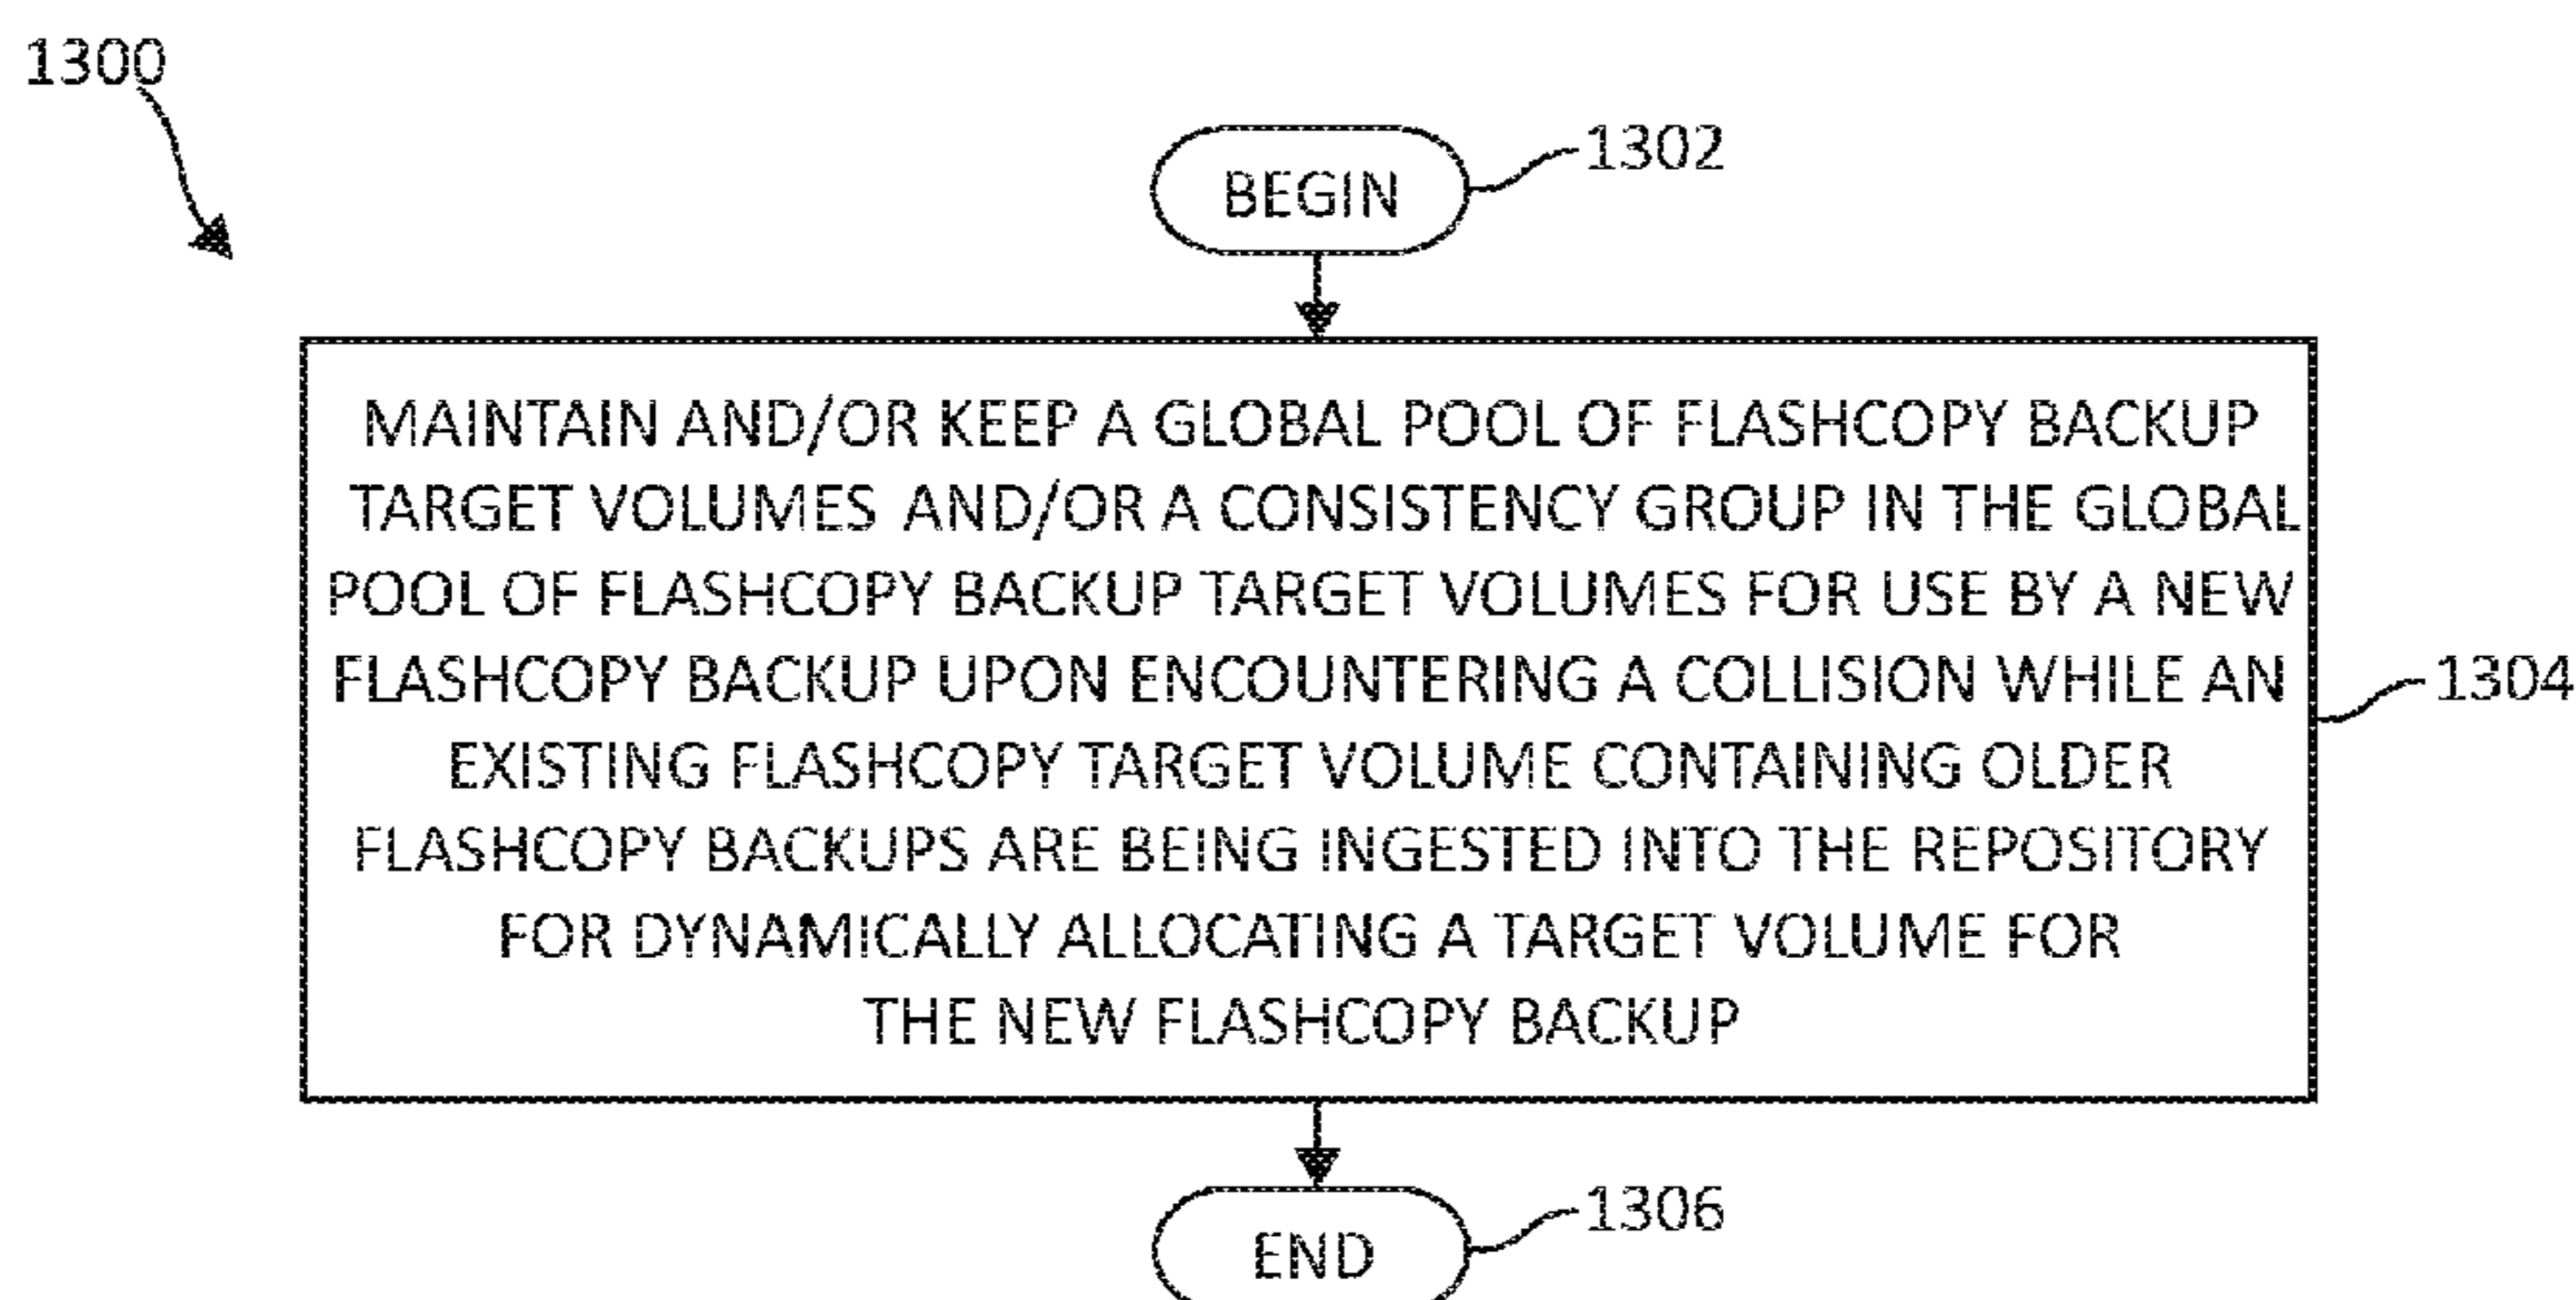 1300
1302
BEGIN
MAINTAIN AND/OR KEEP A GLOBAL POOL OF FLASHCOPY BACKUP
TARGET VOLUMES AND/OR A CONSISTENCY GROUP IN THE GLOBAL
POOL OF FLASHCOPY BACKUP TARGET VOLUMES FOR USE BY A NEW
FLASHCOPY BACKUP UPON ENCOUNTERING A COLLISION WHILE AN
1304
EXISTING FLASHCOPY TARGET VOLUME CONTAINING OLDER
FLASHCOPY BACKUPS ARE BEING INGESTED INTO THE REPOSITORY
FOR DYNAMICALLY ALLOCATING A TARGET VOLUME FOR
THE NEW FLASHCOPY BACKUP
1306
END